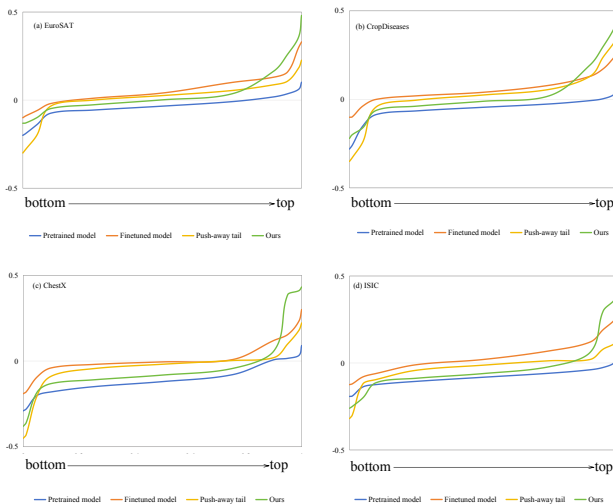 0.5
(a) EuroSAT
0
-0.5
bottom top
Pretrained model Finetuned model Push-away tail Ours
0.5
(b) CropDiseases
0
-0.5
bottom top
Pretrained model Finetuned model Push-away tail Ours
0.5
(c) ChestX
0
-0.5
bottom top
Pretrained model Finetuned model Push-away tail Ours
0.5
(d) ISIC
0
-0.5
bottom top
Pretrained model Finetuned model Push-away tail Ours